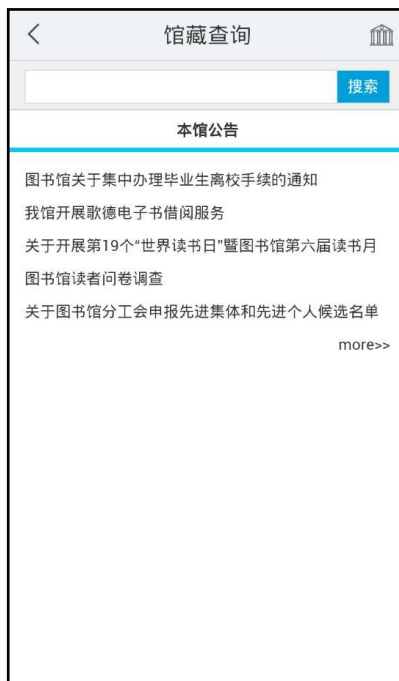 馆藏查询
搜索
本馆公告
图书馆关于集中办理毕业生离校手续的通知
我馆开展歌德电子书借阅服务
关于开展第19个“世界读书日”暨图书馆第六届读书月
图书馆读者问卷调查
关于图书馆分工会申报先进集体和先进个人候选名单
more>>